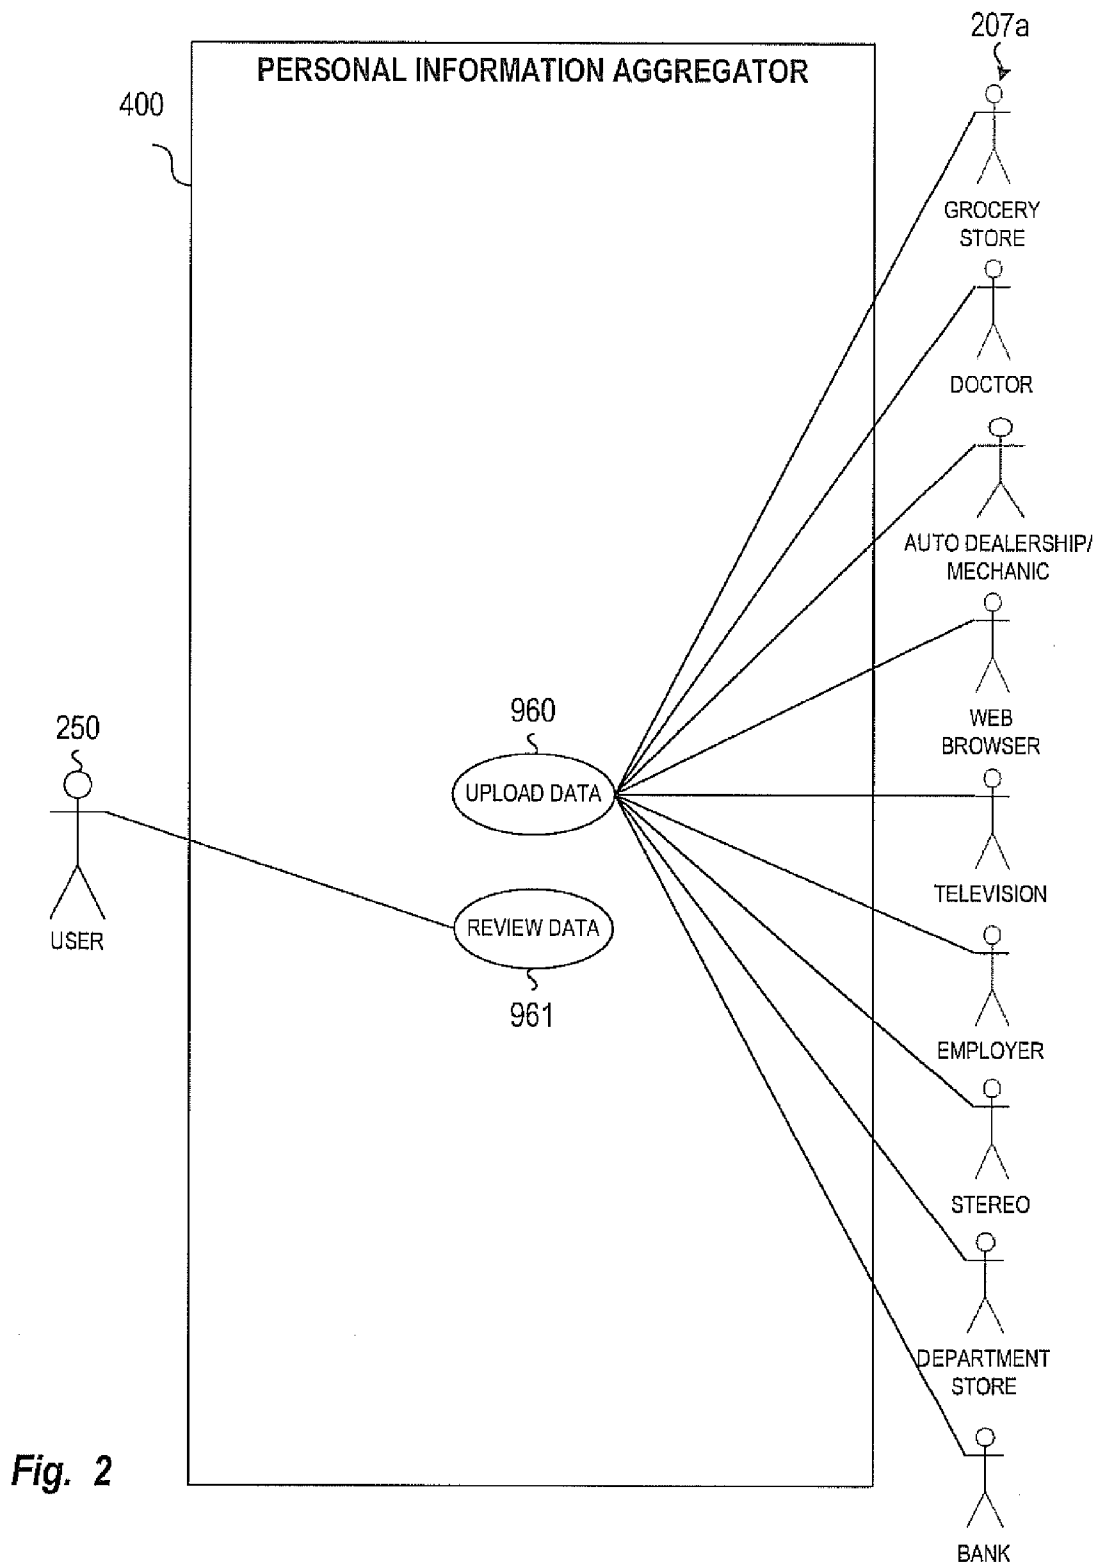 207a
PERSONAL INFORMATION AGGREGATOR
400
GROCERY
STORE
DOCTOR
AUTO DEALERSHIP/
MECHANIC
WEB
BROWSER
250
960
UPLOAD DATA
TELEVISION
USER
REVIEW DATA
961
EMPLOYER
STEREO
DEPARTMENT
STORE
Fig. 2
BANK